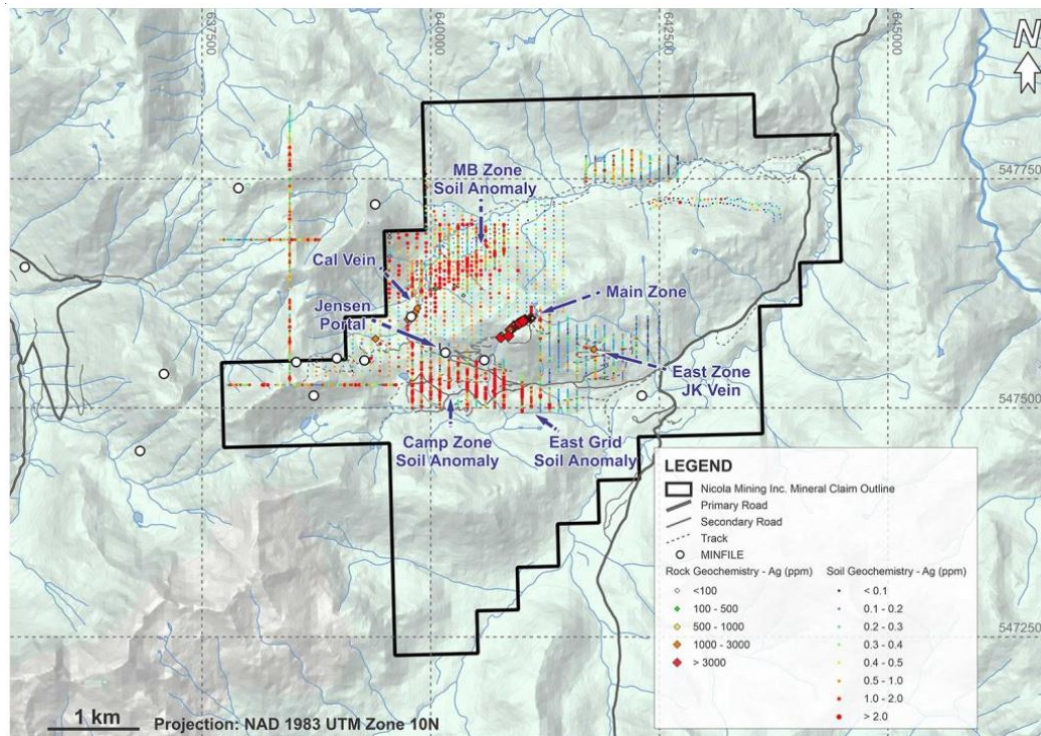 637500
640000
642500
645000
N
MB Zone
Soil Anomaly
5477500
Cal Vein
Jensen
Portal
Main Zone
East Zone
JK Vein
5475000
Camp Zone
Soil Anomaly
East Grid
Soil Anomaly
LEGEND
Nicola Mining Inc. Mineral Claim Outline
Primary Road
Secondary Road
Track
MINFILE
Rock Geochemistry - Ag (ppm)
<100
100 - 500
500 - 1000
1000 - 3000
> 3000
Soil Geochemistry - Ag (ppm)
< 0.1
0.1 - 0.2
0.2 - 0.3
0.3 - 0.4
0.4 - 0.5
0.5 - 1.0
1.0 - 2.0
> 2.0
5472500
1 km
Projection: NAD 1983 UTM Zone 10N